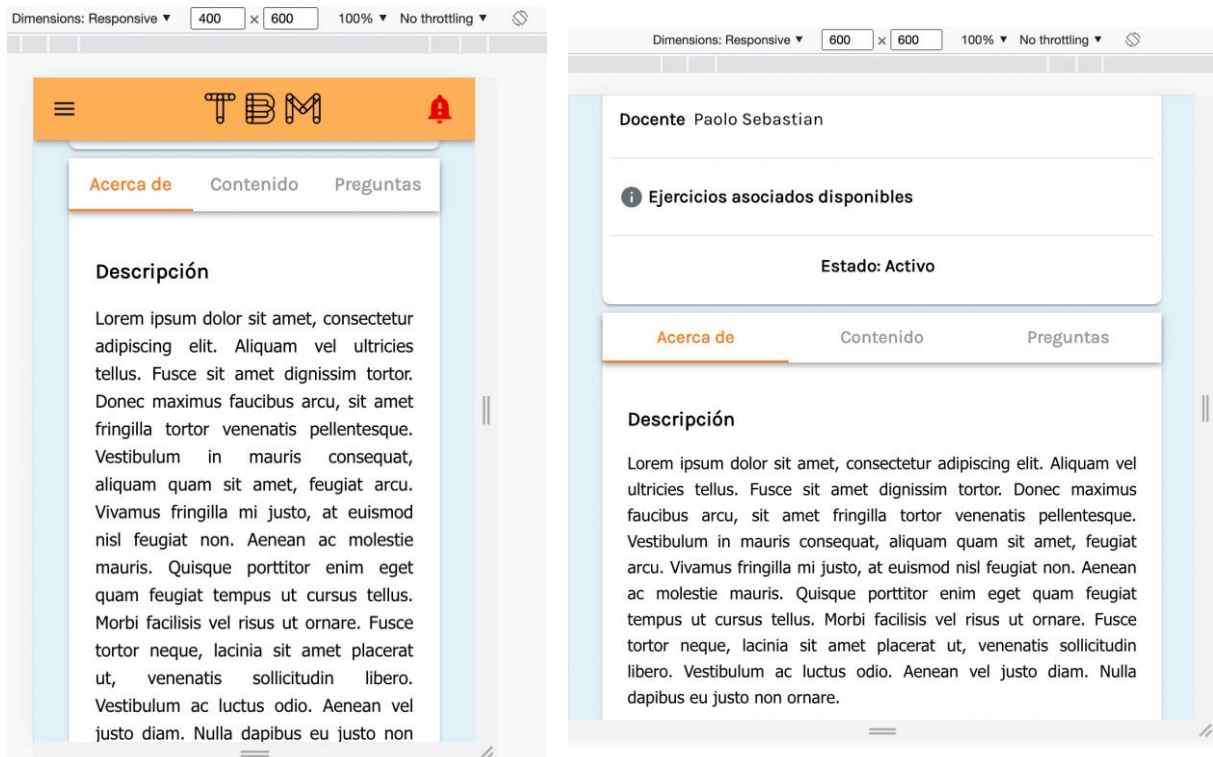 Dimensions: Responsive ▼ 400 × 600 100% ▼ No throttling ▼
TBM
Acerca de Contenido Preguntas
Descripción
Lorem ipsum dolor sit amet, consectetur
adipiscing elit. Aliquam vel ultricies
tellus. Fusce sit amet dignissim tortor.
Donec maximus faucibus arcu, sit amet
fringilla tortor venenatis pellentesque.
Vestibulum in mauris consequat,
aliquam quam sit amet, feugiat arcu.
Vivamus fringilla mi justo, at euismod
nisl feugiat non. Aenean ac molestie
mauris. Quisque porttitor enim eget
quam feugiat tempus ut cursus tellus.
Morbi facilisis vel risus ut ornare. Fusce
tortor neque, lacinia sit amet placerat
ut, venenatis sollicitudin libero.
Vestibulum ac luctus odio. Aenean vel
justo diam. Nulla dapibus eu justo non
Dimensions: Responsive ▼ 600 × 600 100% ▼ No throttling ▼
Docente Paolo Sebastian
Ejercicios asociados disponibles
Estado: Activo
Acerca de Contenido Preguntas
Descripción
Lorem ipsum dolor sit amet, consectetur adipiscing elit. Aliquam vel
ultricies tellus. Fusce sit amet dignissim tortor. Donec maximus
faucibus arcu, sit amet fringilla tortor venenatis pellentesque.
Vestibulum in mauris consequat, aliquam quam sit amet, feugiat
arcu. Vivamus fringilla mi justo, at euismod nisl feugiat non. Aenean
ac molestie mauris. Quisque porttitor enim eget quam feugiat
tempus ut cursus tellus. Morbi facilisis vel risus ut ornare. Fusce
tortor neque, lacinia sit amet placerat ut, venenatis sollicitudin
libero. Vestibulum ac luctus odio. Aenean vel justo diam. Nulla
dapibus eu justo non ornare.